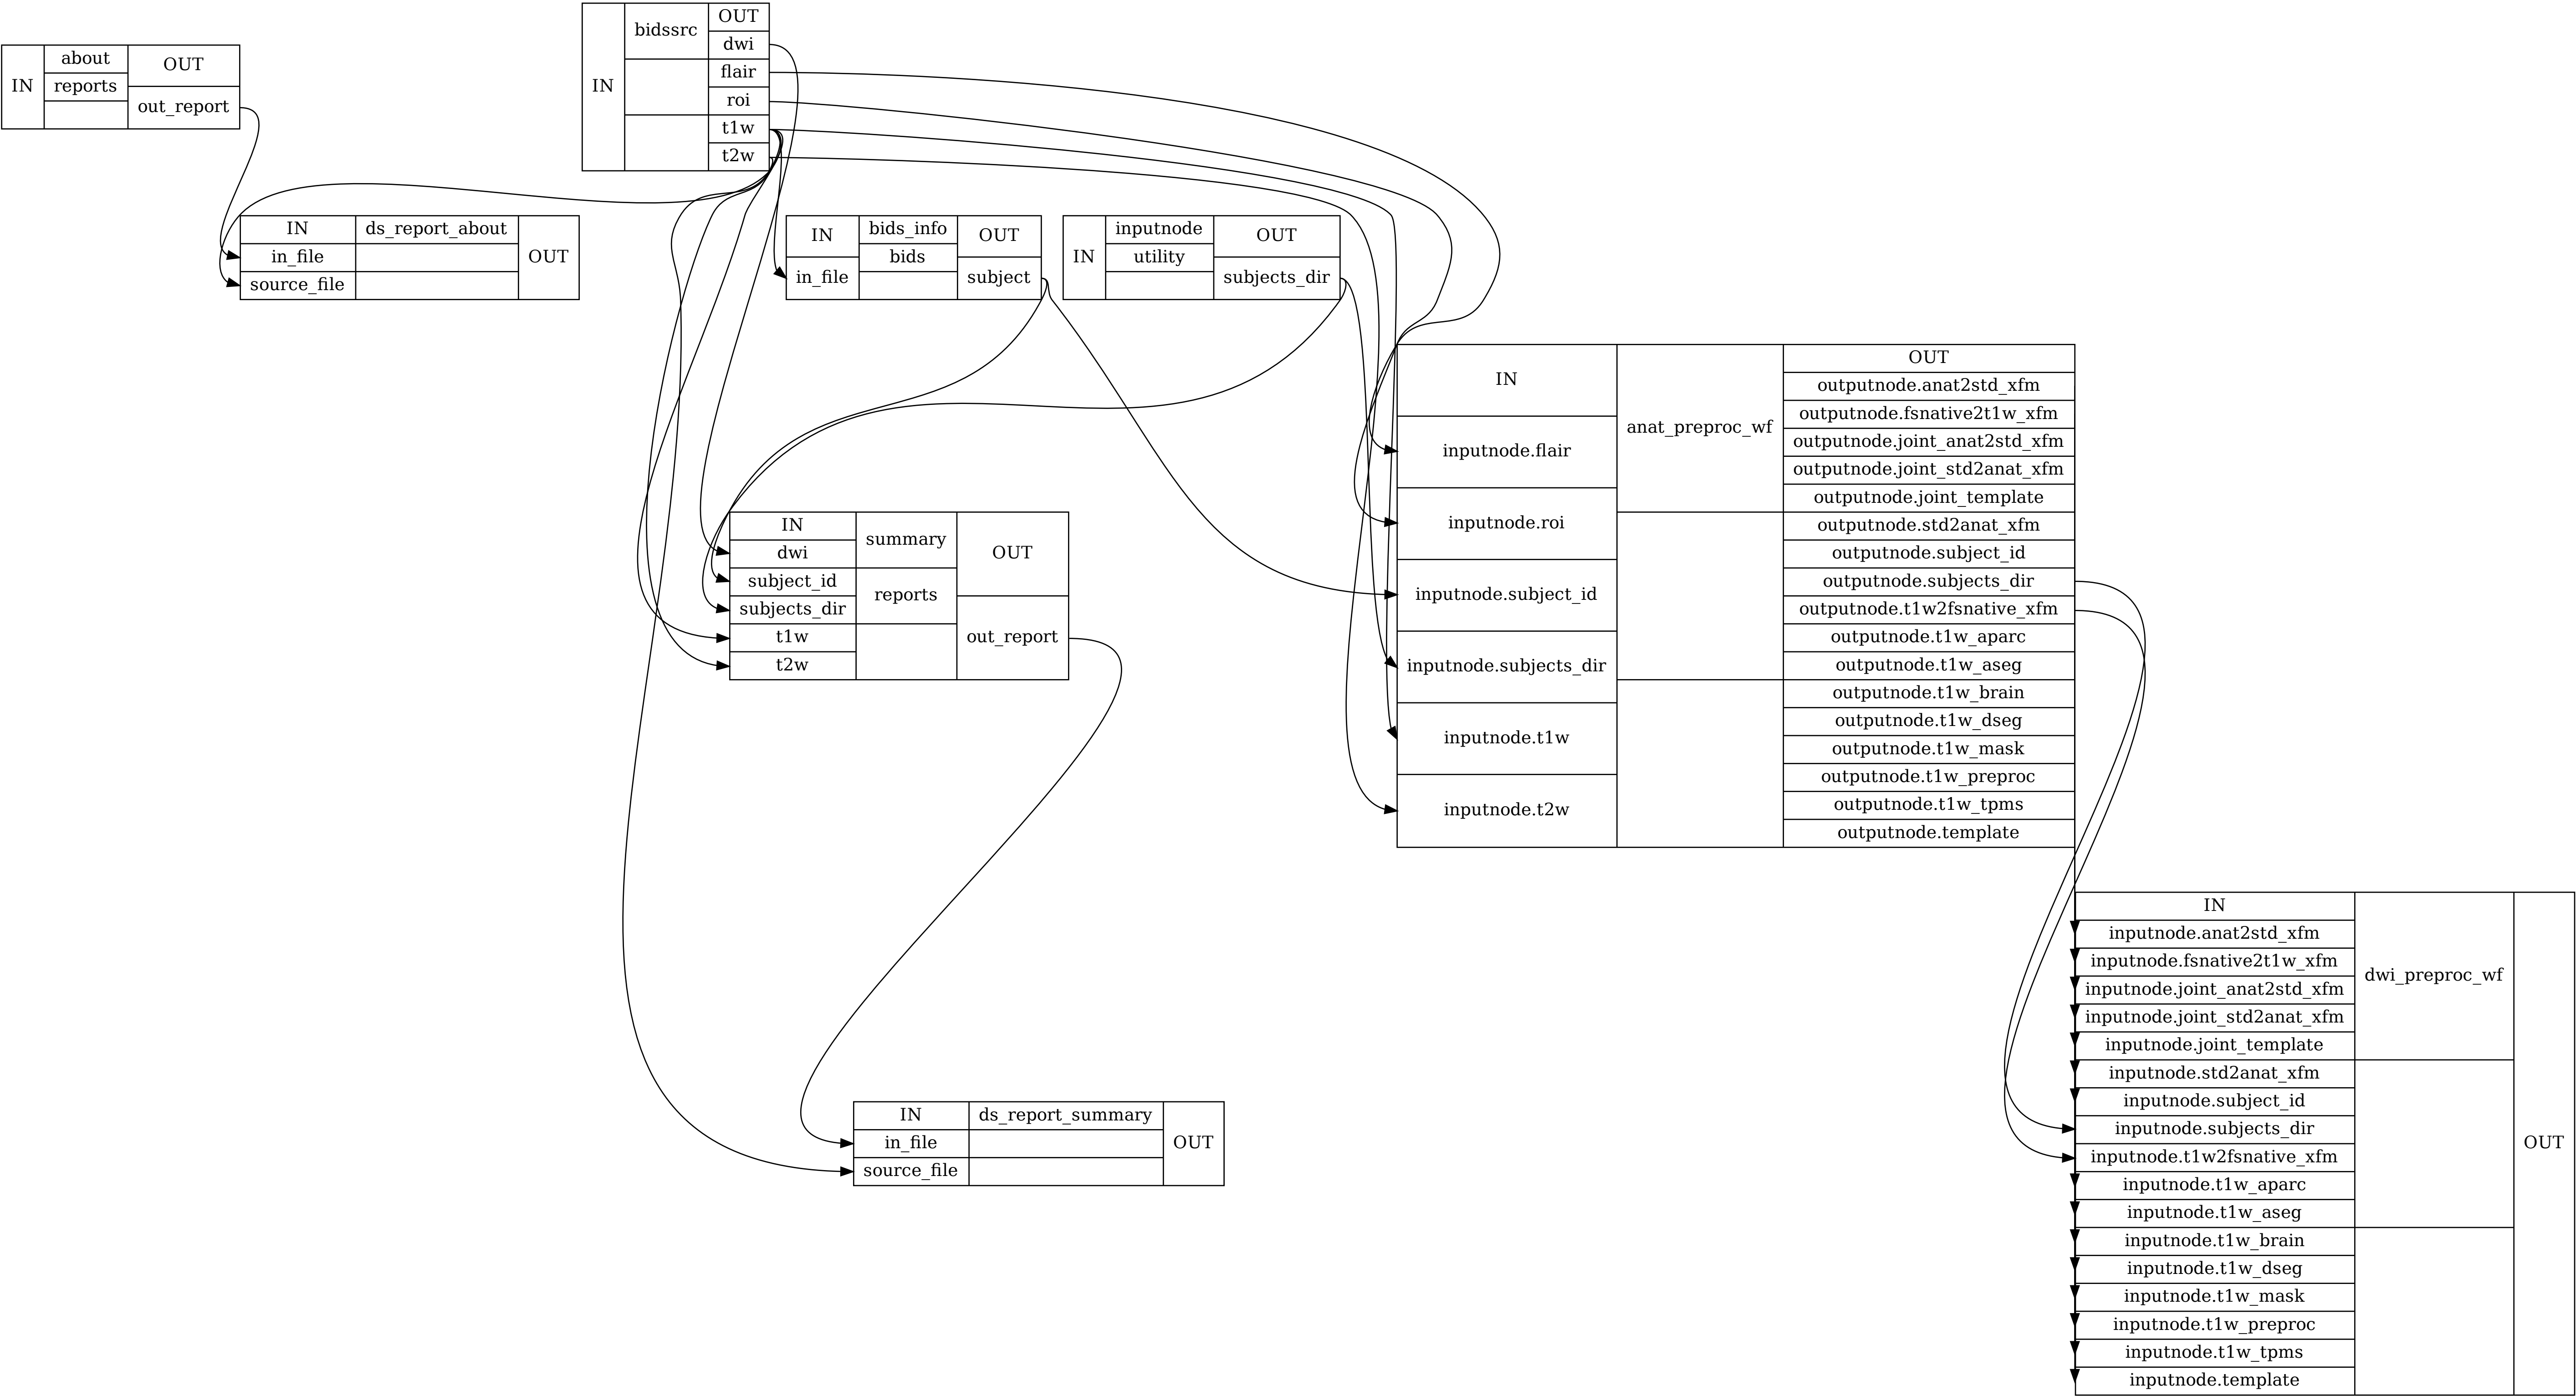 IN
about
reports
OUT
out_report
IN
bidssrc
OUT
dwi
flair
roi
t1w
t2w
IN
in_file
source_file
ds_report_about
OUT
IN
in_file
bids_info
bids
OUT
subject
IN
inputnode
utility
OUT
subjects_dir
IN
inputnode.flair
inputnode.roi
inputnode.subject_id
inputnode.subjects_dir
inputnode.t1w
inputnode.t2w
anat_preproc_wf
OUT
outputnode.anat2std_xfm
outputnode.fsnative2t1w_xfm
outputnode.joint_anat2std_xfm
outputnode.joint_std2anat_xfm
outputnode.joint_template
outputnode.std2anat_xfm
outputnode.subject_id
outputnode.subjects_dir
outputnode.t1w2fsnative_xfm
outputnode.t1w_aparc
outputnode.t1w_aseg
outputnode.t1w_brain
outputnode.t1w_dseg
outputnode.t1w_mask
outputnode.t1w_preproc
outputnode.t1w_tpms
outputnode.template
IN
dwi
subject_id
subjects_dir
t1w
t2w
summary
reports
OUT
out_report
IN
inputnode.anat2std_xfm
inputnode.fsnative2t1w_xfm
inputnode.joint_anat2std_xfm
inputnode.joint_std2anat_xfm
inputnode.joint_template
inputnode.std2anat_xfm
inputnode.subject_id
inputnode.subjects_dir
inputnode.t1w2fsnative_xfm
inputnode.t1w_aparc
inputnode.t1w_aseg
inputnode.t1w_brain
inputnode.t1w_dseg
inputnode.t1w_mask
inputnode.t1w_preproc
inputnode.t1w_tpms
inputnode.template
dwi_preproc_wf
OUT
IN
in_file
source_file
ds_report_summary
OUT